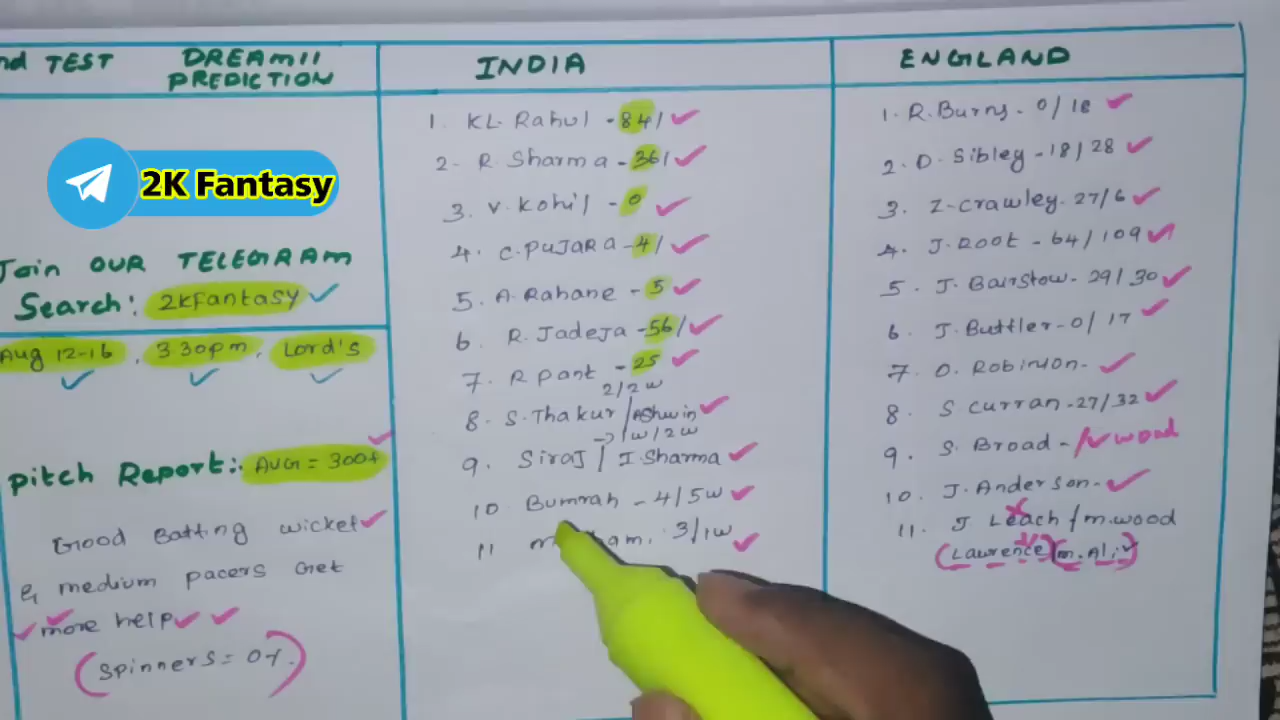 nd TEST DREAM11
PREDICTION
2K Fantasy
Join OUR TELEGRAM
Search: 2KFantasy
Aug 12-16, 3 30pm, Lord's
Pitch Report:- AVG = 300+
Good Batting wicket
& medium pacers Get
more help
(Spinners = 0%)
INDIA
1. KL. Rahul - 84/
2. R. Sharma - 36/
3. V. Kohil - 0
4. C. PUJARA - 4/
5. A. Rahane - 5
6. R. Jadeja - 56/
7. R pant - 25
2/2w
8. S. Thakur / Ashwin
→ 1w/2w
9. Siraj / I. Sharma
10 Bumrah - 4/5w
11 3/1w
ENGLAND
1. R. Burns - 0/18
2. D. Sibley - 18/28
3. Z-Crawley. 27/6
4. J. Root - 64/109
5. J. Bairstow - 29/30
6. J. Buttler - 0/17
7. O. Robinson -
8. S curran - 27/32
9. S. Broad - / wood
10. J. Anderson -
11. J Leach / m. wood
(Lawrence) (m. Ali)